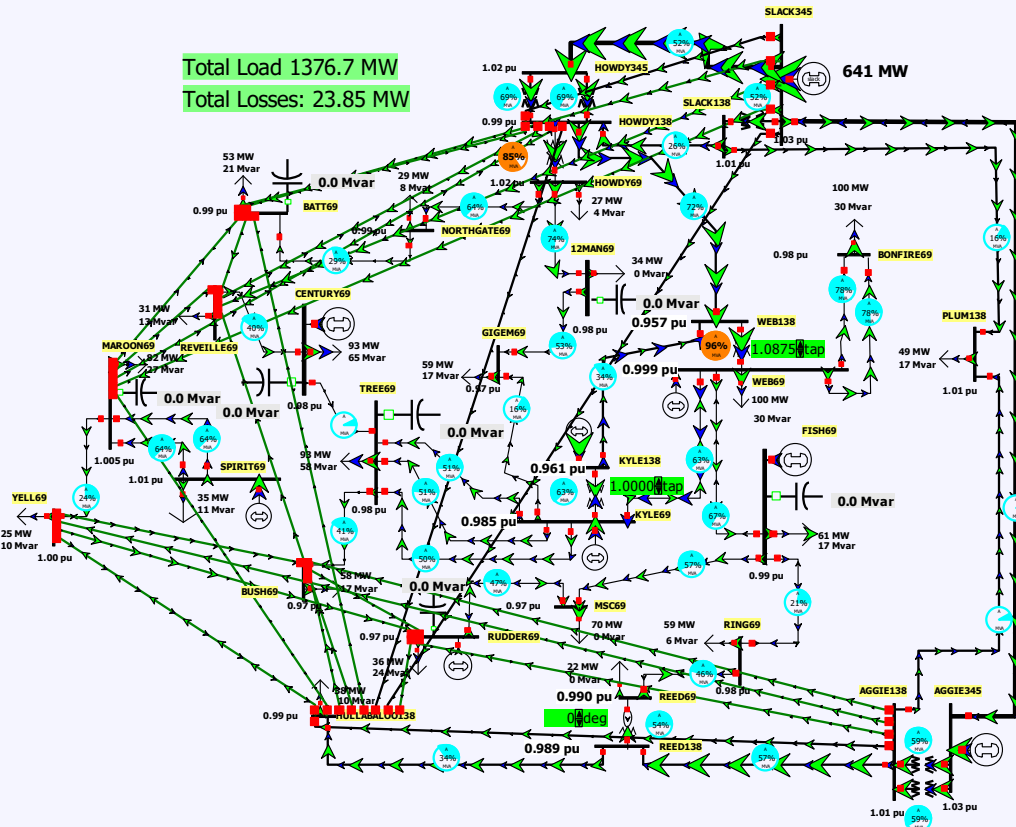 SLACK345
52%
A
MVA
Total Load 1376.7 MW
Total Losses: 23.85 MW
1.02 pu
HOWDY345
641 MW
slack
69%
69%
52%
SLACK138
0.99 pu
HOWDY138
1.03 pu
26%
1.01 pu
85%
53 MW
21 Mvar
0.0 Mvar
29 MW
8 Mvar
1.02 pu
HOWDY69
27 MW
4 Mvar
100 MW
30 Mvar
64%
72%
0.99 pu
BATT69
0.99 pu
NORTHGATE69
74%
16%
12MAN69
34 MW
0 Mvar
0.98 pu
BONFIRE69
29%
CENTURY69
78%
78%
31 MW
13 Mvar
40%
0.0 Mvar
0.98 pu
0.957 pu
WEB138
PLUM138
REVEILLE69
MAROON69
93 MW
65 Mvar
GIGEM69
53%
96%
1.0875 tap
82 MW
27 Mvar
59 MW
17 Mvar
0.97 pu
34%
0.999 pu
WEB69
49 MW
17 Mvar
1.01 pu
0.0 Mvar
0.98 pu
TREE69
0.0 Mvar
16%
100 MW
30 Mvar
FISH69
64%
64%
0.0 Mvar
1.005 pu
93 MW
58 Mvar
51%
0.961 pu
KYLE138
63%
SPIRIT69
1.01 pu
51%
63%
1.0000 tap
0.0 Mvar
YELL69
24%
35 MW
11 Mvar
0.98 pu
0.985 pu
KYLE69
67%
25 MW
10 Mvar
41%
61 MW
17 Mvar
1.00 pu
50%
57%
0.99 pu
58 MW
17 Mvar
0.0 Mvar
47%
BUSH69
0.97 pu
0.97 pu
MSC69
21%
0.97 pu
RUDDER69
70 MW
0 Mvar
59 MW
6 Mvar
RING69
36 MW
24 Mvar
22 MW
0 Mvar
46%
0.98 pu
38 MW
10 Mvar
0.990 pu
REED69
AGGIE138
AGGIE345
0.99 pu
HULLABALOO138
0 deg
54%
0.989 pu
REED138
59%
34%
57%
1.01 pu
1.03 pu
59%